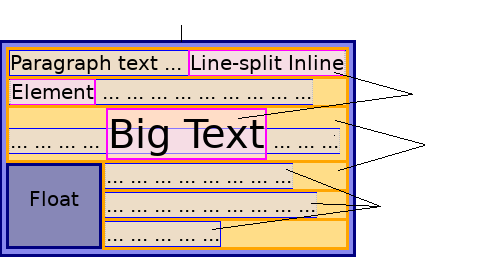 Paragraph text ... Line-split Inline
Element ... ... ... ... ... ... ... ...
... ... ... ... Big Text ... ... ...
Float
... ... ... ... ... ... ...
... ... ... ... ... ... ... ...
... ... ... ... ...